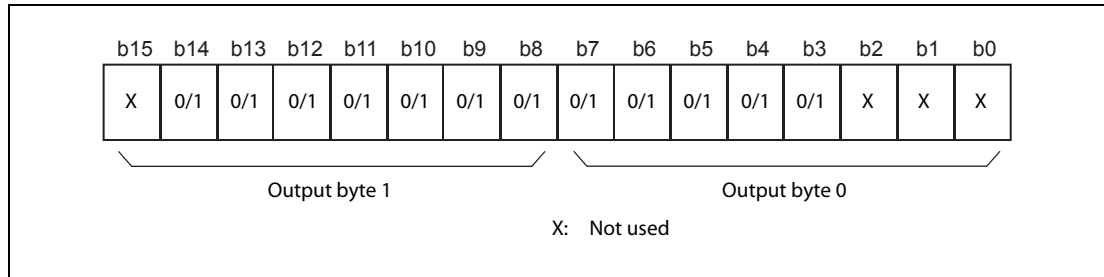 b15 b14 b13 b12 b11 b10 b9 b8 b7 b6 b5 b4 b3 b2 b1 b0
X 0/1 0/1 0/1 0/1 0/1 0/1 0/1 0/1 0/1 0/1 0/1 0/1 X X X
Output byte 1 Output byte 0
X: Not used